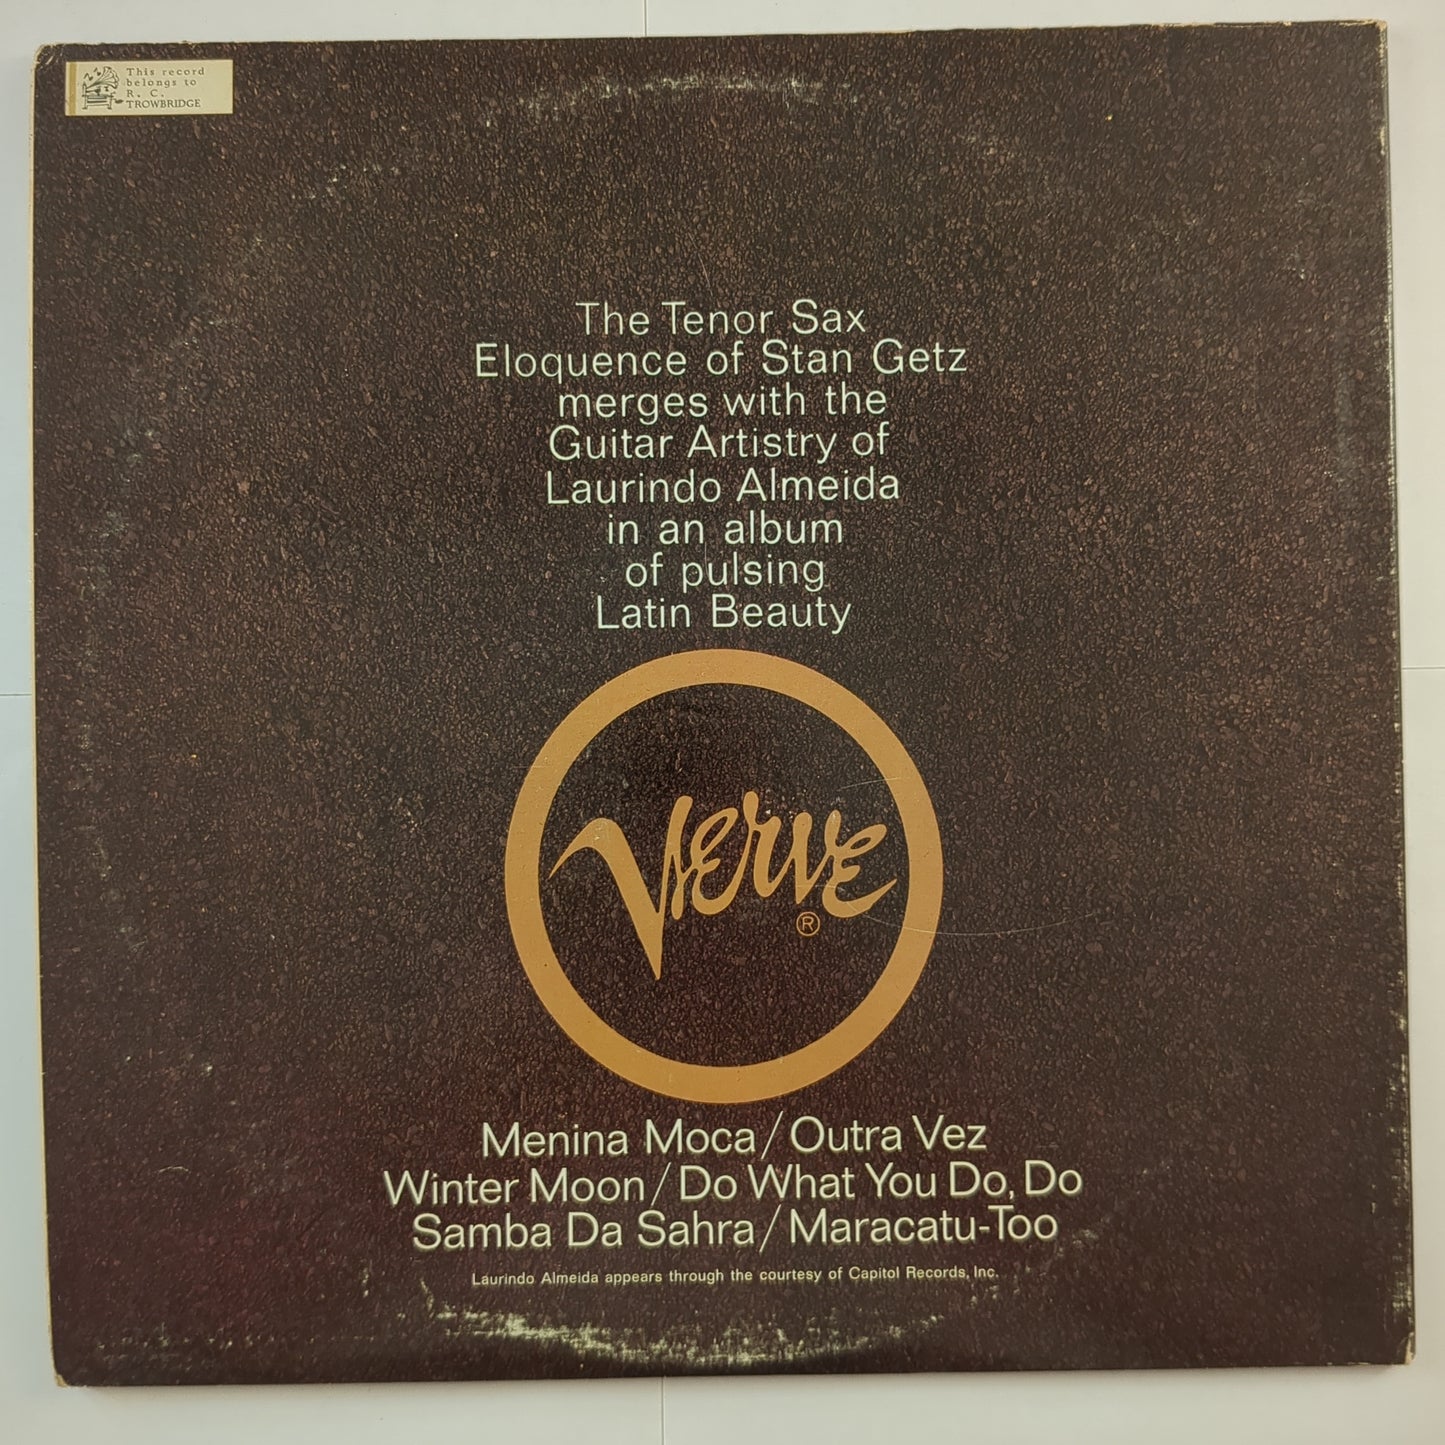 This record
belongs to
R. C.
TROWBRIDGE
The Tenor Sax
Eloquence of Stan Getz
merges with the
Guitar Artistry of
Laurindo Almeida
in an album
of pulsing
Latin Beauty
VERVE
®
Menina Moca/Outra Vez
Winter Moon/Do What You Do, Do
Samba Da Sahra/Maracatu-Too
Laurindo Almeida appears through the courtesy of Capitol Records, Inc.